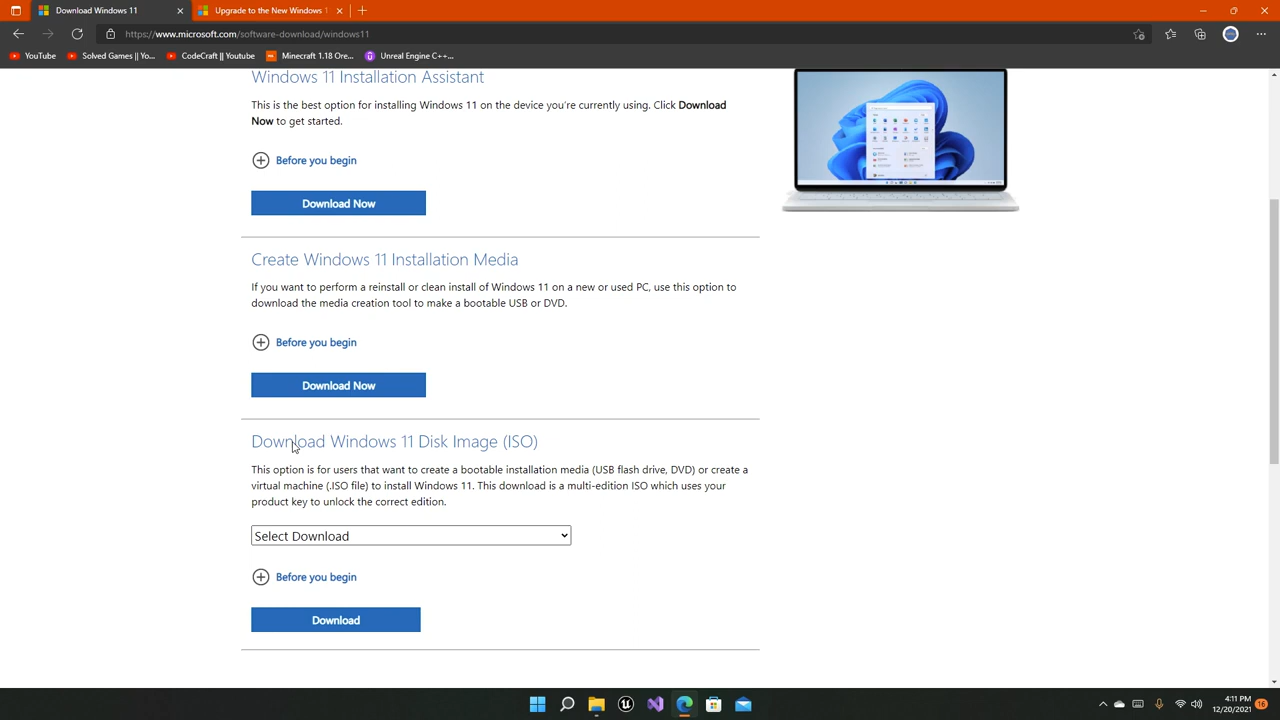 Download Windows 11
Upgrade to the New Windows 1
https://www.microsoft.com/software-download/windows11
YouTube
Solved Games || Yo...
CodeCraft || Youtube
Minecraft 1.18 Ore...
Unreal Engine C++...
Windows 11 Installation Assistant
This is the best option for installing Windows 11 on the device you're currently using. Click Download
Now to get started.
Before you begin
Download Now
Create Windows 11 Installation Media
If you want to perform a reinstall or clean install of Windows 11 on a new or used PC, use this option to
download the media creation tool to make a bootable USB or DVD.
Before you begin
Download Now
Download Windows 11 Disk Image (ISO)
This option is for users that want to create a bootable installation media (USB flash drive, DVD) or create a
virtual machine (.ISO file) to install Windows 11. This download is a multi-edition ISO which uses your
product key to unlock the correct edition.
Select Download
Before you begin
Download
4:11 PM
12/20/2021
16